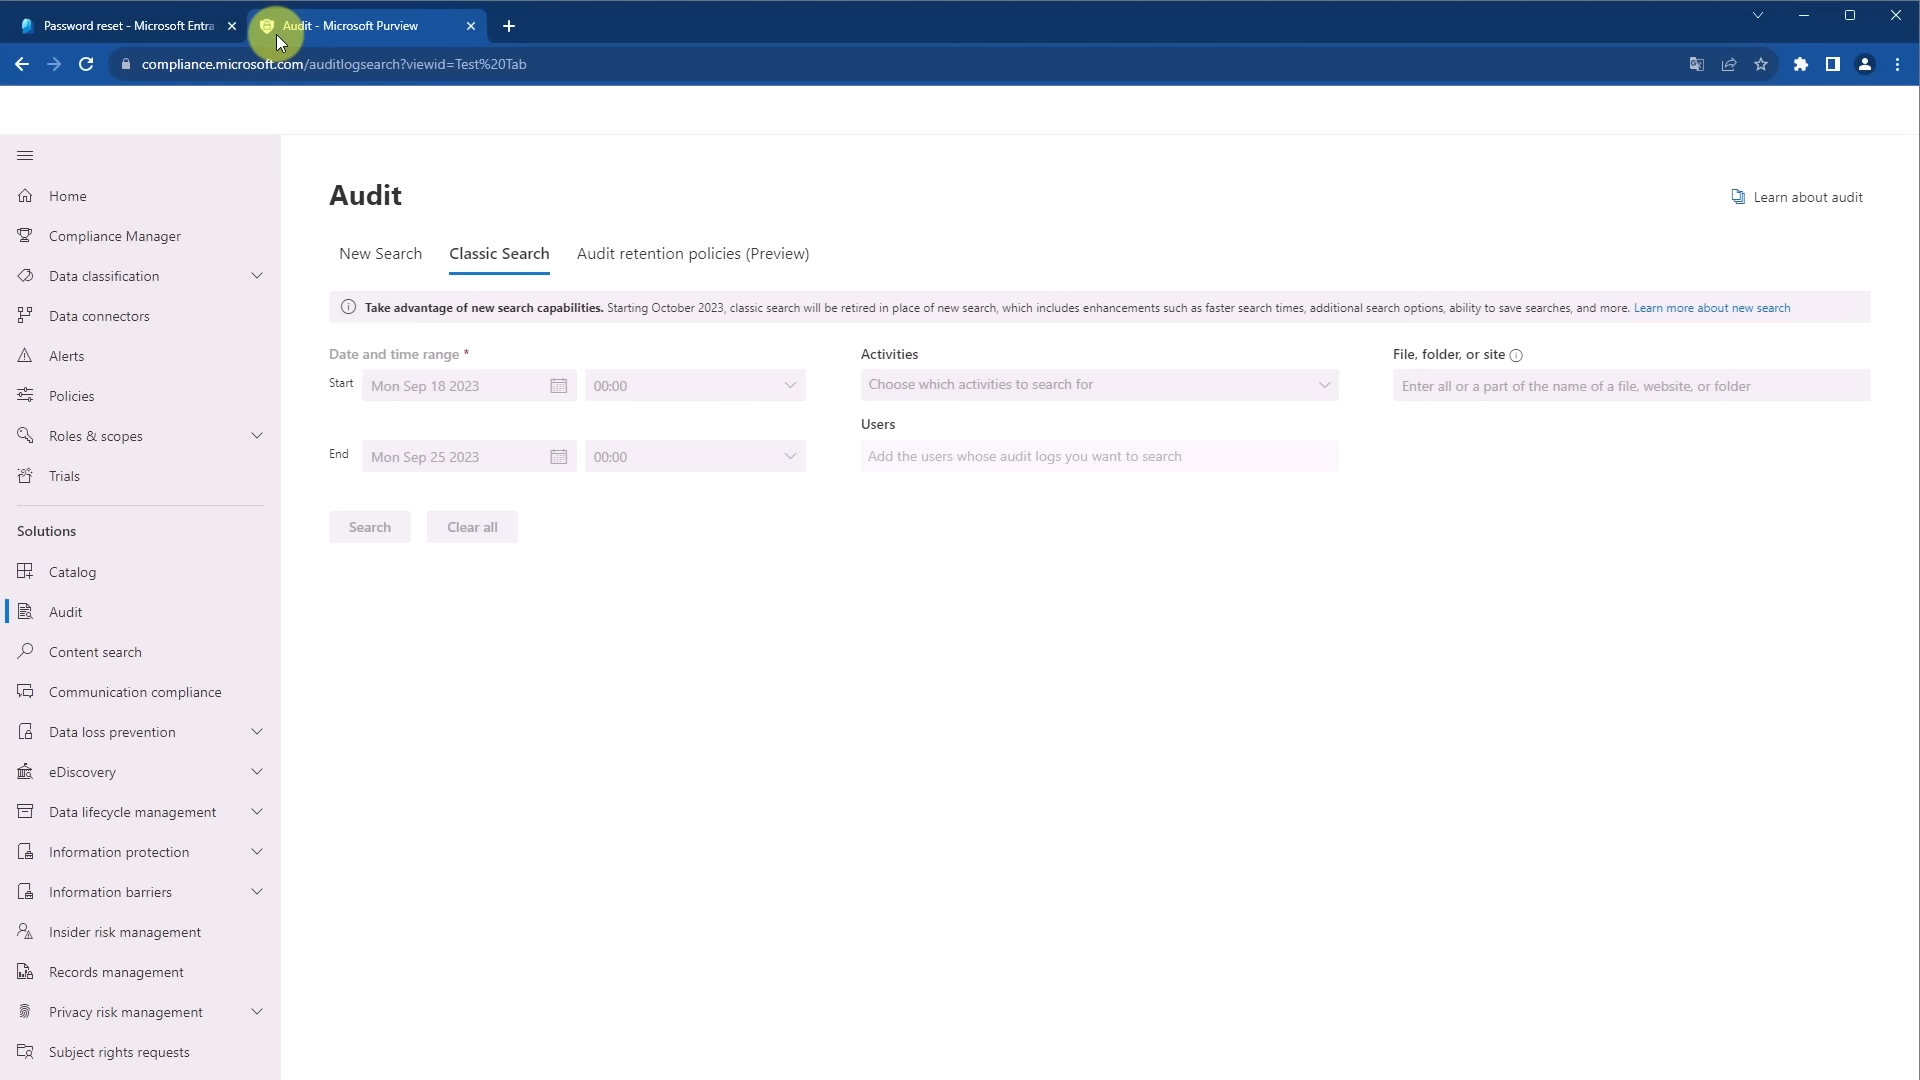 Password reset - Microsoft Entra
Audit - Microsoft Purview
compliance.microsoft.com/auditlogsearch?viewid=Test%20Tab
Home
Compliance Manager
Data classification
Data connectors
Alerts
Policies
Roles & scopes
Trials
Solutions
Catalog
Audit
Content search
Communication compliance
Data loss prevention
eDiscovery
Data lifecycle management
Information protection
Information barriers
Insider risk management
Records management
Privacy risk management
Subject rights requests
Audit
Learn about audit
New Search
Classic Search
Audit retention policies (Preview)
Take advantage of new search capabilities. Starting October 2023, classic search will be retired in place of new search, which includes enhancements such as faster search times, additional search options, ability to save searches, and more. Learn more about new search
Date and time range *
Start
Mon Sep 18 2023
00:00
End
Mon Sep 25 2023
00:00
Activities
Choose which activities to search for
Users
Add the users whose audit logs you want to search
File, folder, or site
Enter all or a part of the name of a file, website, or folder
Search
Clear all